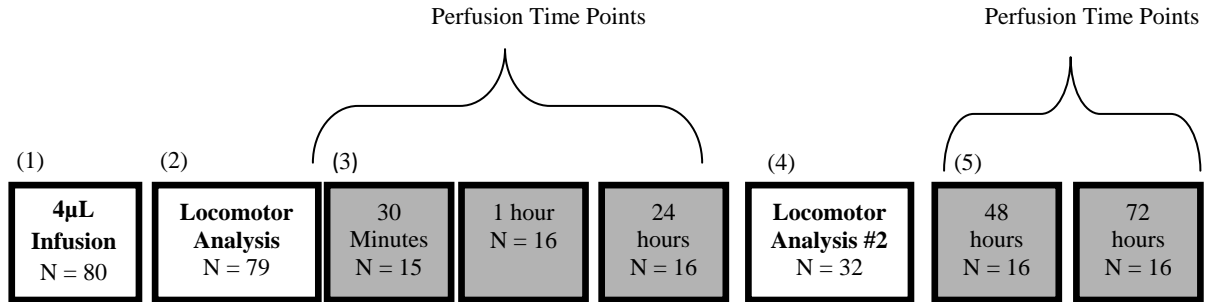 Perfusion Time Points
Perfusion Time Points
(1)
(2)
(3)
(4)
(5)
4µL
Infusion
N = 80
Locomotor
Analysis
N = 79
30
Minutes
N = 15
1 hour
N = 16
24
hours
N = 16
Locomotor
Analysis #2
N = 32
48
hours
N = 16
72
hours
N = 16